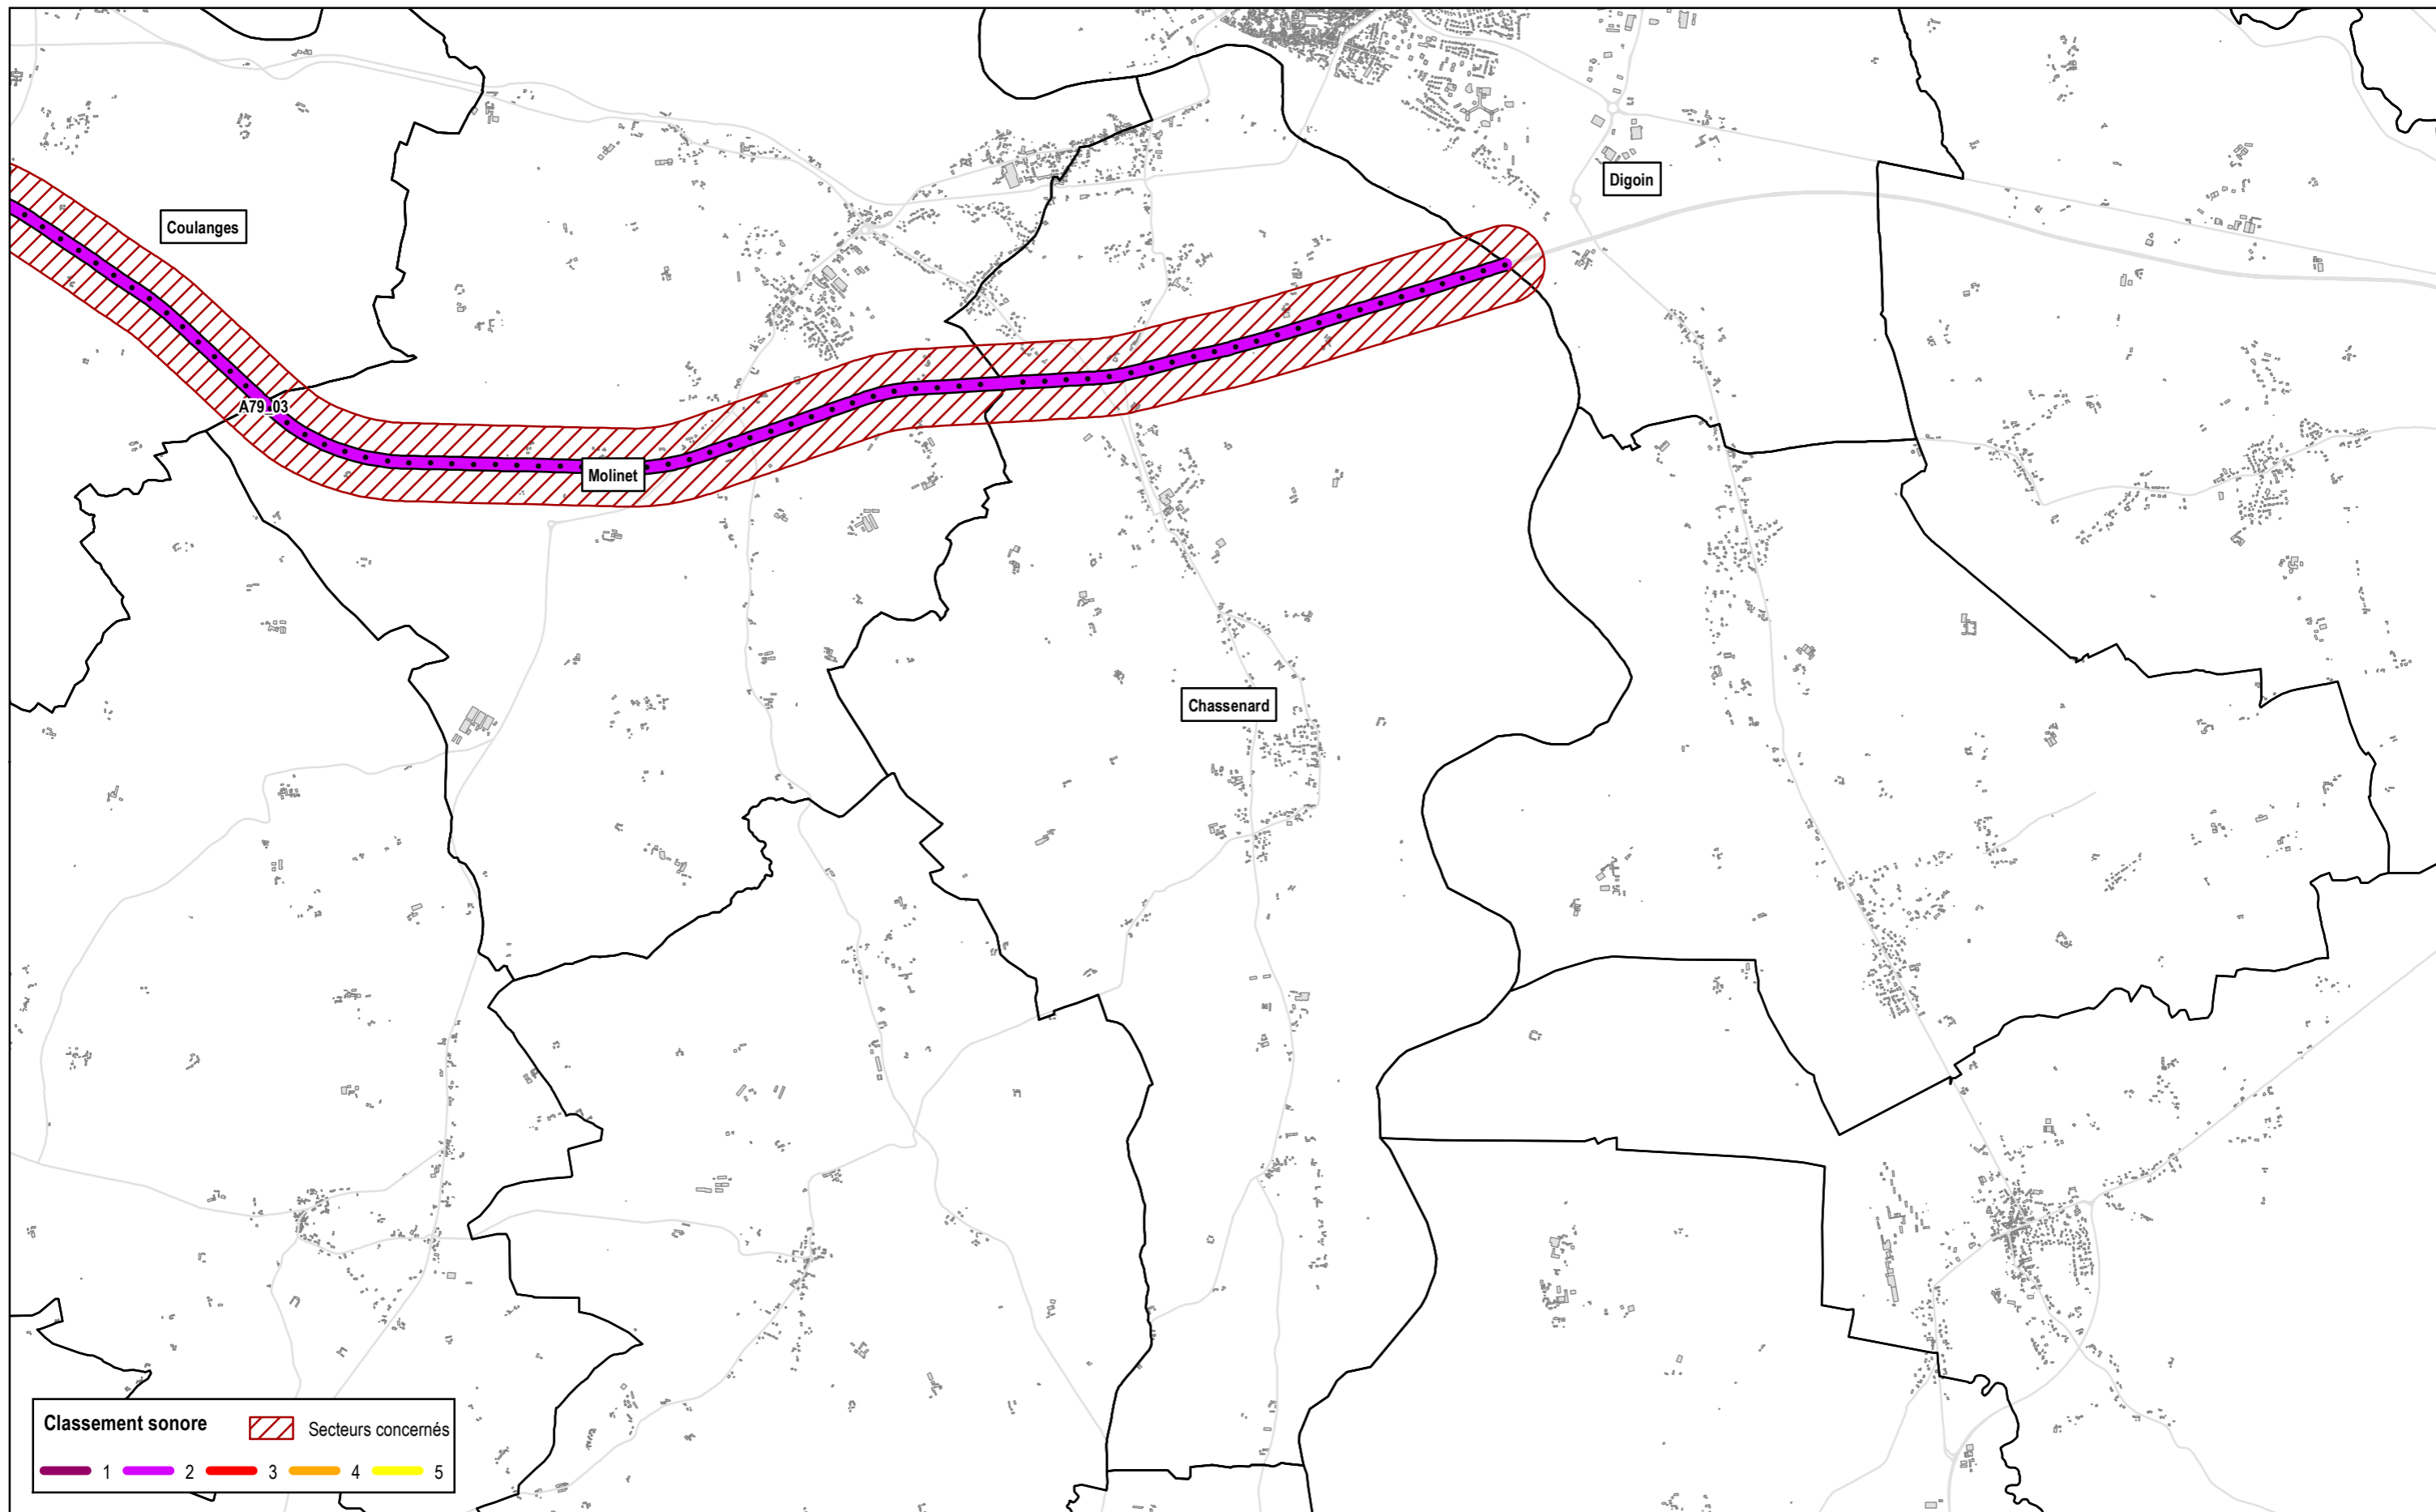 Digoin
Coulanges
A79_03
Molinet
Chassenard
Classement sonore
Secteurs concernés
1 2 3 4 5